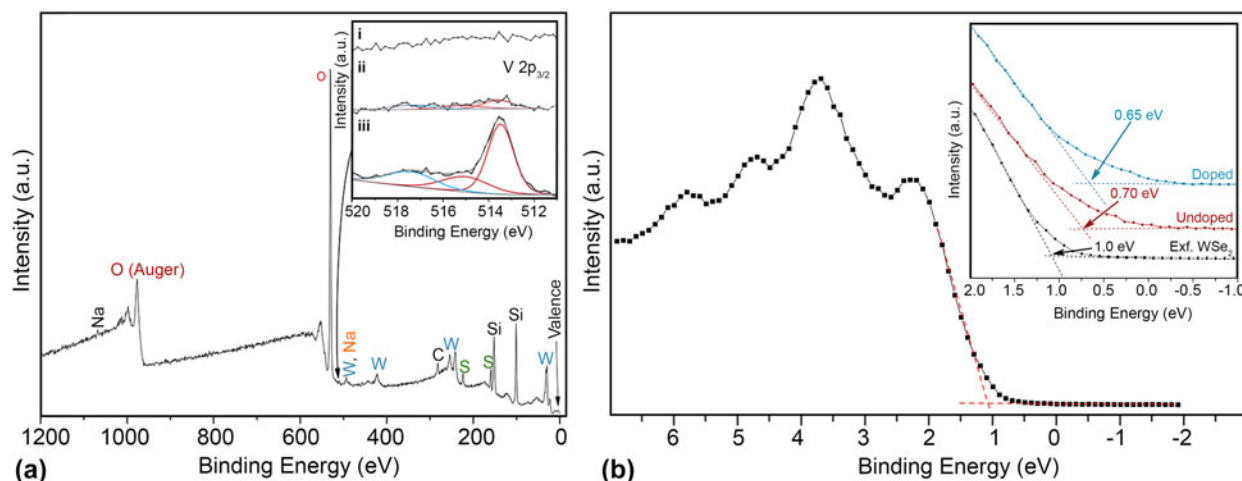 i
V 2p3/2
ii
iii
Intensity (a.u.)
520 518 516 514 512
Binding Energy (eV)
O
O (Auger)
Na
W, Na
W
C
W
S
S
Si
Si
W
Valence
Intensity (a.u.)
1200 1000 800 600 400 200 0
Binding Energy (eV)
(a)
Intensity (a.u.)
6 5 4 3 2 1 0 -1 -2
Binding Energy (eV)
(b)
Intensity (a.u.)
0.65 eV
Doped
0.70 eV
Undoped
1.0 eV
Exf. WSe2
2.0 1.5 1.0 0.5 0.0 -0.5 -1.0
Binding Energy (eV)